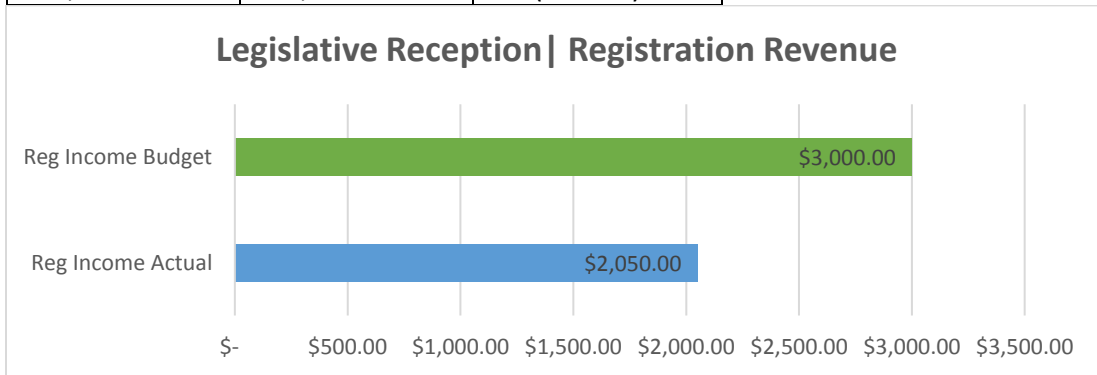 Legislative Reception| Registration Revenue
Reg Income Budget
$3,000.00
Reg Income Actual
$2,050.00
$- $500.00 $1,000.00 $1,500.00 $2,000.00 $2,500.00 $3,000.00 $3,500.00